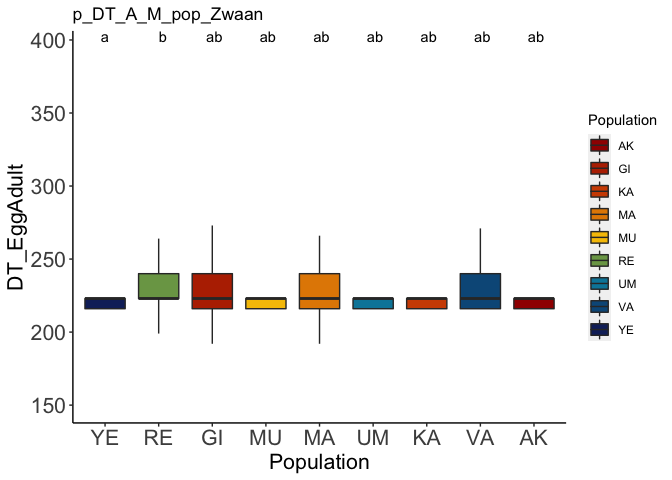 p_DT_A_M_pop_Zwaan
a b ab ab ab ab ab ab ab
400
350
300
250
200
150
DT_EggAdult
YE RE GI MU MA UM KA VA AK
Population
Population
AK
GI
KA
MA
MU
RE
UM
VA
YE